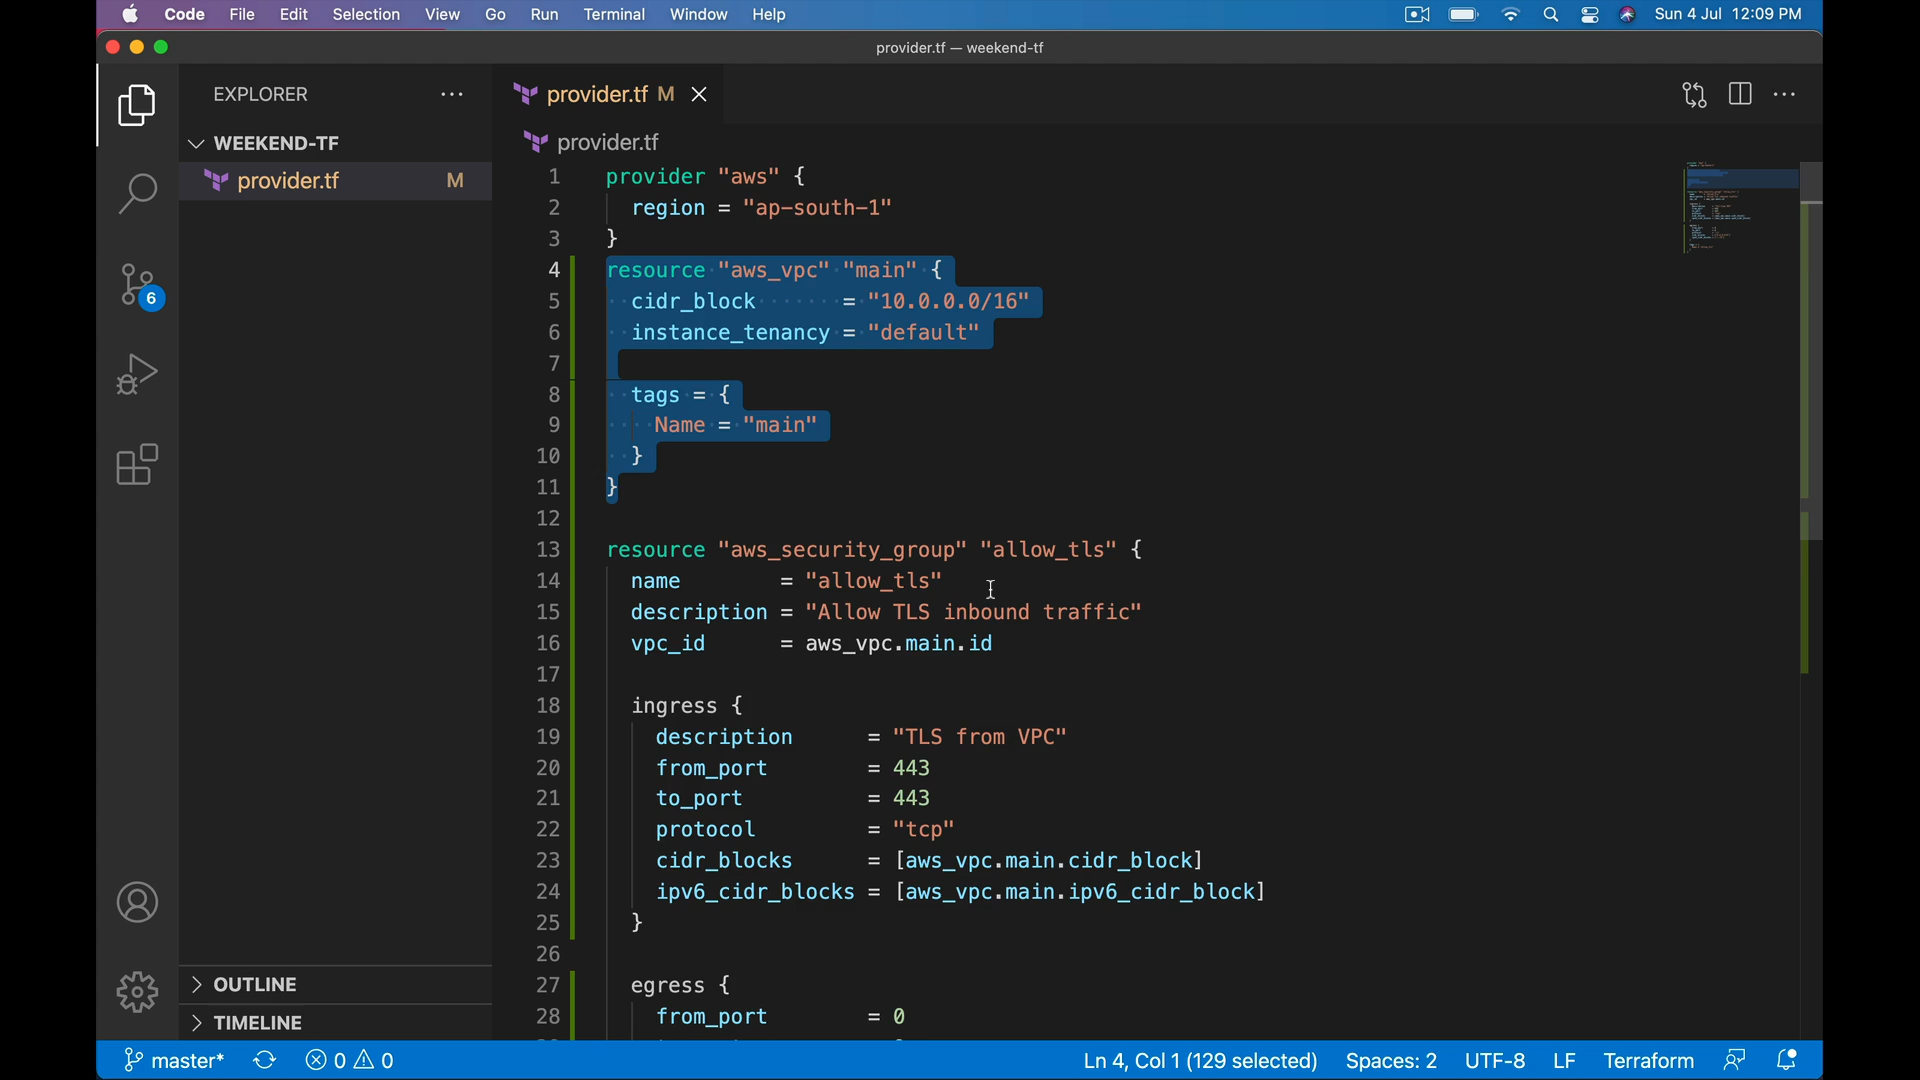 Code File Edit Selection View Go Run Terminal Window Help Sun 4 Jul 12:09 PM
provider.tf — weekend-tf
EXPLORER ···
provider.tf M
WEEKEND-TF
provider.tf
provider.tf M
1 provider "aws" {
2 region = "ap-south-1"
3 }
4 resource "aws_vpc" "main" {
5 cidr_block = "10.0.0.0/16"
6 instance_tenancy = "default"
7
8 tags = {
9 Name = "main"
10 }
11 }
12
13 resource "aws_security_group" "allow_tls" {
14 name = "allow_tls"
15 description = "Allow TLS inbound traffic"
16 vpc_id = aws_vpc.main.id
17
18 ingress {
19 description = "TLS from VPC"
20 from_port = 443
21 to_port = 443
22 protocol = "tcp"
23 cidr_blocks = [aws_vpc.main.cidr_block]
24 ipv6_cidr_blocks = [aws_vpc.main.ipv6_cidr_block]
25 }
26
27 egress {
28 from_port = 0
6
OUTLINE
TIMELINE
master* 0 0 Ln 4, Col 1 (129 selected) Spaces: 2 UTF-8 LF Terraform